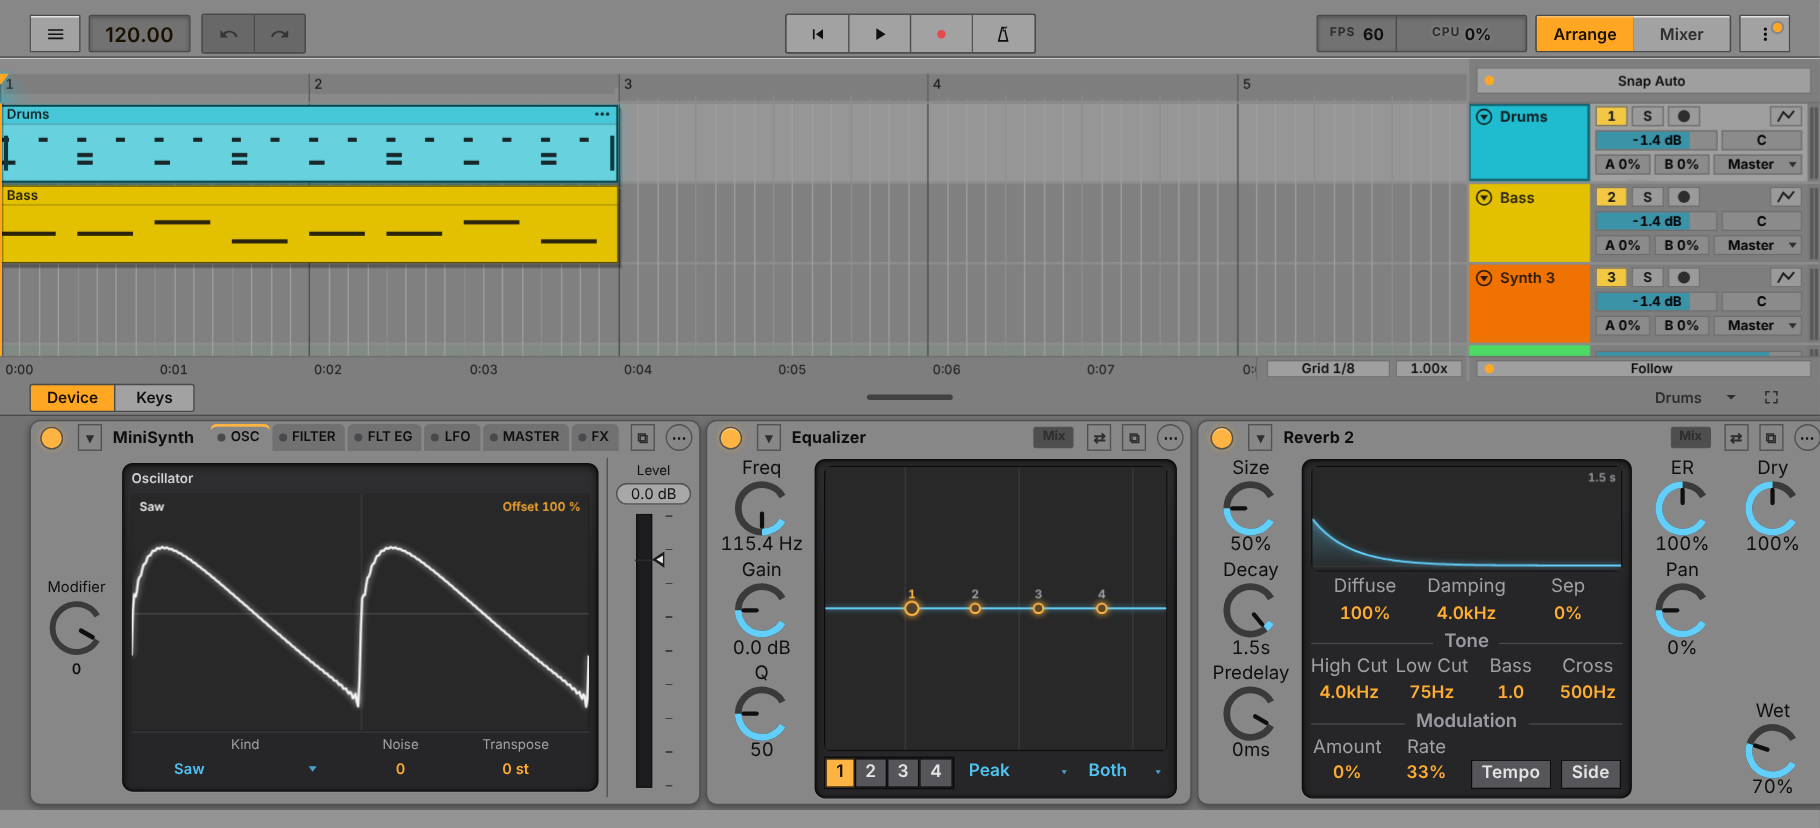 120.00
FPS 60
CPU 0%
Arrange
Mixer
1
2
3
4
5
Snap Auto
Drums
Drums
1
S
-1.4 dB
C
A 0%
B 0%
Master
Bass
Bass
2
S
-1.4 dB
C
A 0%
B 0%
Master
Synth 3
3
S
-1.4 dB
C
A 0%
B 0%
Master
0:00
0:01
0:02
0:03
0:04
0:05
0:06
0:07
Grid 1/8
1.00x
Follow
Device
Keys
Drums
MiniSynth
OSC
FILTER
FLT EG
LFO
MASTER
FX
Oscillator
Saw
Offset 100 %
Modifier
0
Kind
Noise
Transpose
Saw
0
0 st
Level
0.0 dB
Equalizer
Mix
Freq
115.4 Hz
Gain
0.0 dB
Q
50
1
2
3
4
1
2
3
4
Peak
Both
Reverb 2
Mix
Size
50%
Decay
1.5s
Predelay
0ms
1.5 s
Diffuse
Damping
Sep
100%
4.0kHz
0%
Tone
High Cut
Low Cut
Bass
Cross
4.0kHz
75Hz
1.0
500Hz
Modulation
Amount
Rate
0%
33%
Tempo
Side
ER
100%
Dry
100%
Pan
0%
Wet
70%